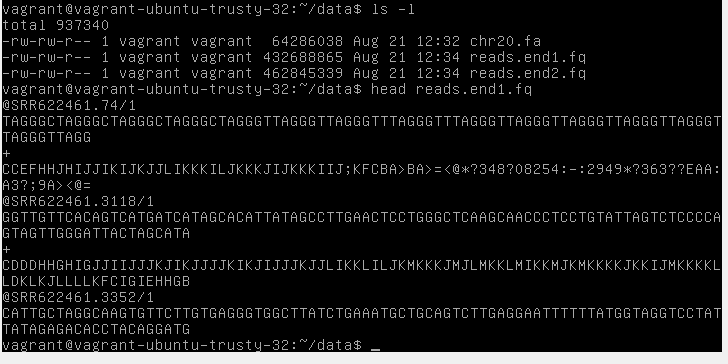 vagrant@vagrant-ubuntu-trusty-32:~/data$ ls -l
total 937340
-rw-rw-r-- 1 vagrant vagrant  64286038 Aug 21 12:32 chr20.fa
-rw-rw-r-- 1 vagrant vagrant 432688865 Aug 21 12:34 reads.end1.fq
-rw-rw-r-- 1 vagrant vagrant 462845339 Aug 21 12:34 reads.end2.fq
vagrant@vagrant-ubuntu-trusty-32:~/data$ head reads.end1.fq
@SRR622461.74/1
TAGGGCTAGGGCTAGGGCTAGGGCTAGGGTTAGGGTTAGGGTTTAGGGTTTAGGGTTAGGGTTAGGGTTAGGGTTAGGGT
TAGGGTTAGG
+
CCEFHHJHIJJIKIJKJJLIKKKILJKKKJIJKKKIIJ;KFCBA>BA>=<@*?348?08254:-:2949*?363??EAA:
A3?;9A><@=
@SRR622461.3118/1
GGTTGTTCACAGTCATGATCATAGCACATTATAGCCTTGAACTCCTGGGCTCAAGCAACCCTCCTGTATTAGTCTCCCCA
GTAGTTGGGATTACTAGCATA
+
CDDDHHGHIGJJIIJJJKJIKJJJJKIKJIJJJKJJLIKKLILJKMKKKJMJLMKKLMIKKMJKMKKKKJKKIJMKKKKL
LDKLKJLLLLKFCIGIEHHGB
@SRR622461.3352/1
CATTGCTAGGCAAGTGTTCTTGTGAGGGTGGCTTATCTGAAATGCTGCAGTCTTGAGGAATTTTTTATGGTAGGTCCTAT
TATAGAGACACCTACAGGATG
vagrant@vagrant-ubuntu-trusty-32:~/data$ _